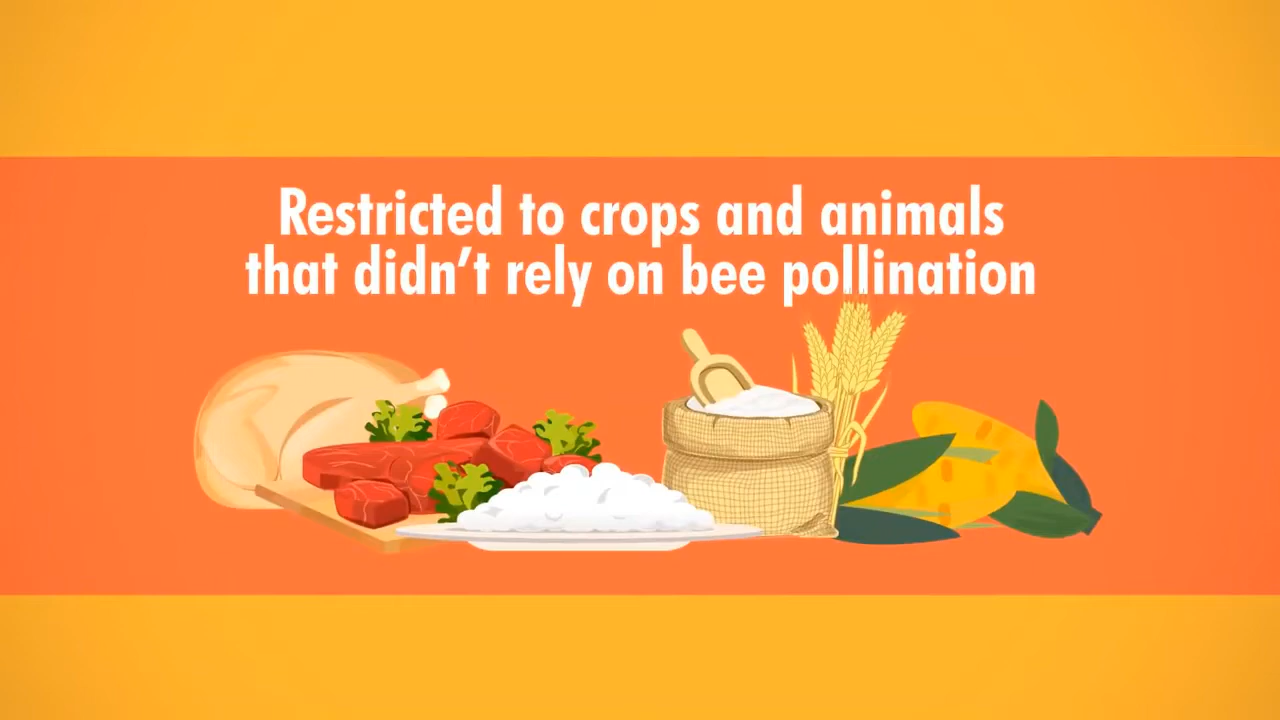 Restricted to crops and animals
that didn’t rely on bee pollination